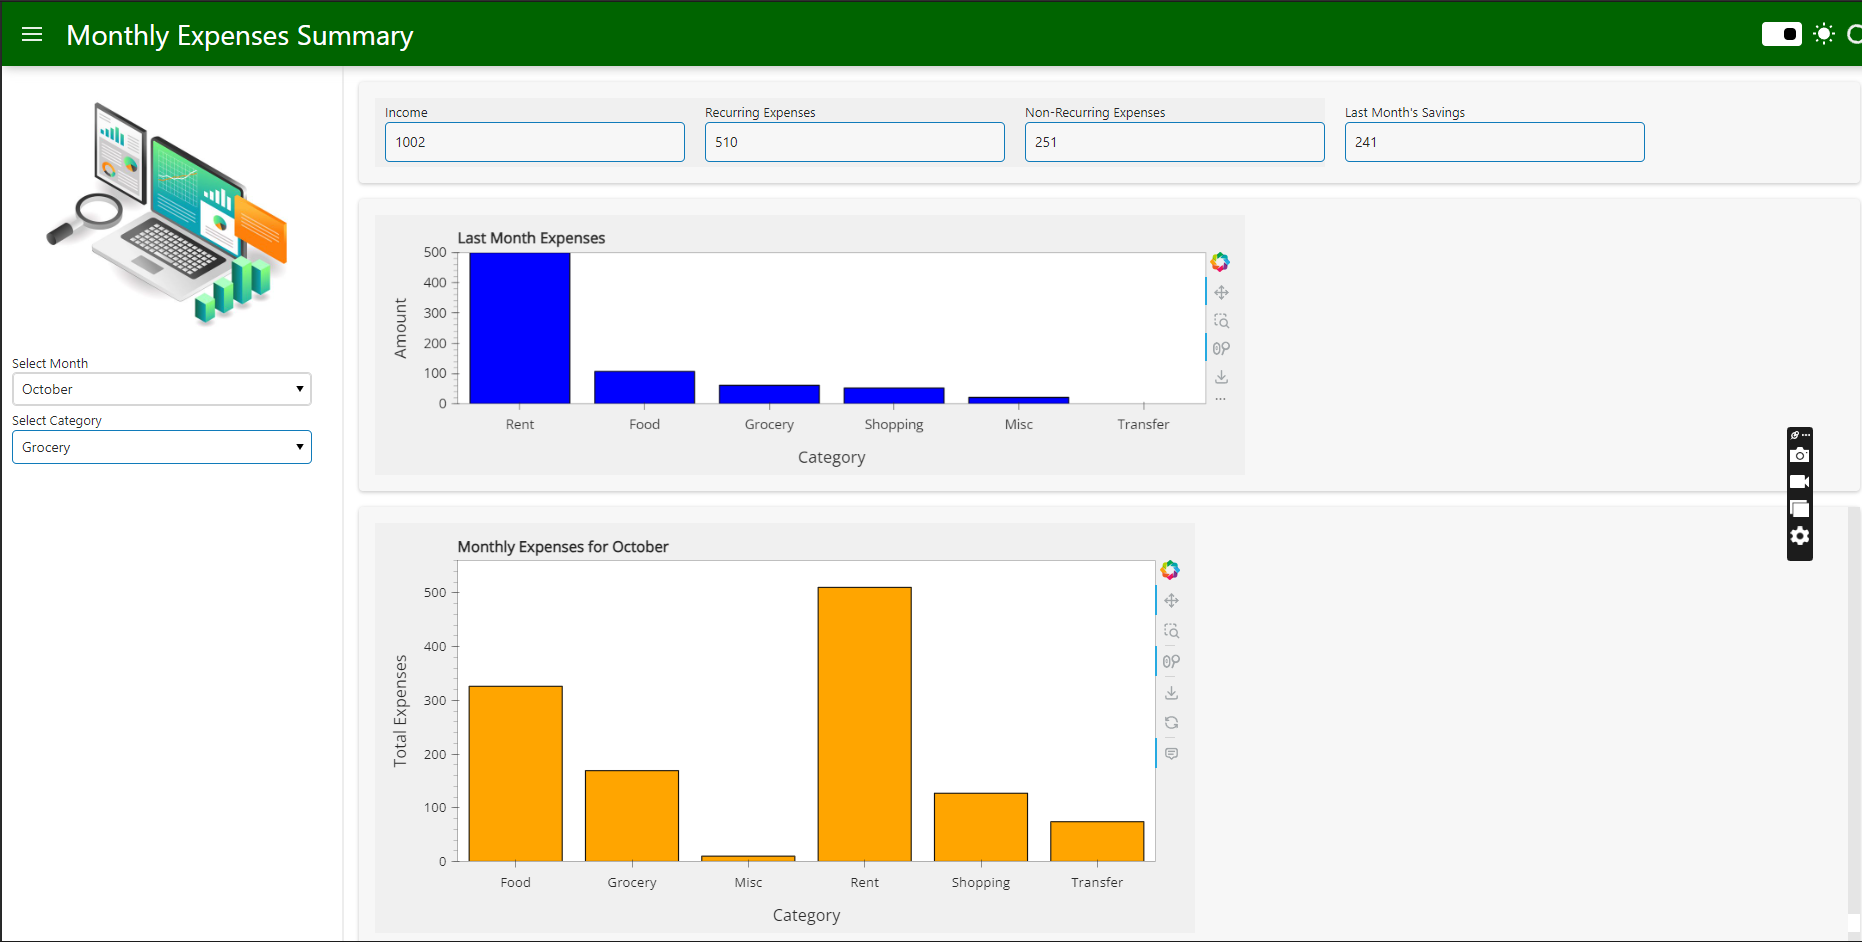 Monthly Expenses Summary
Select Month
October
Select Category
Grocery
Income
1002
Recurring Expenses
510
Non-Recurring Expenses
251
Last Month's Savings
241
Last Month Expenses
Amount
500
400
300
200
100
0
Rent Food Grocery Shopping Misc Transfer
Category
Monthly Expenses for October
Total Expenses
500
400
300
200
100
0
Food Grocery Misc Rent Shopping Transfer
Category